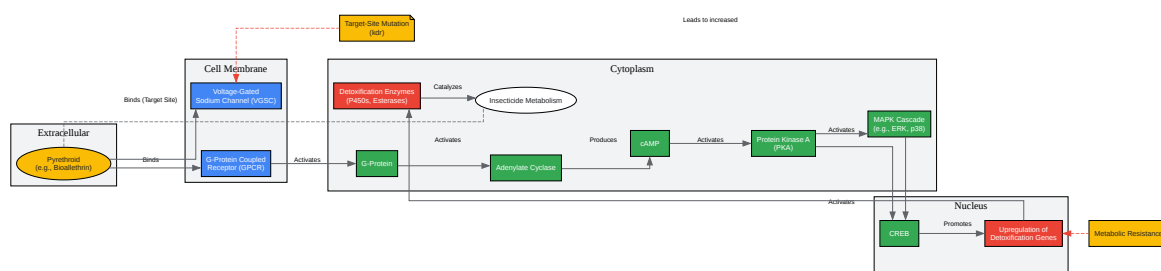 Leads to increased
Target-Site Mutation
(kdr)
Cell Membrane
Cytoplasm
Voltage-Gated
Sodium Channel (VGSC)
Detoxification Enzymes
(P450s, Esterases)
Catalyzes
Insecticide Metabolism
Binds (Target Site)
Extracellular
Pyrethroid
(e.g., Bioallethrin)
Binds
G-Protein Coupled
Receptor (GPCR)
Activates
G-Protein
Activates
Adenylate Cyclase
Produces
cAMP
Activates
Protein Kinase A
(PKA)
Activates
MAPK Cascade
(e.g., ERK, p38)
Activates
Nucleus
CREB
Promotes
Upregulation of
Detoxification Genes
Metabolic Resistance